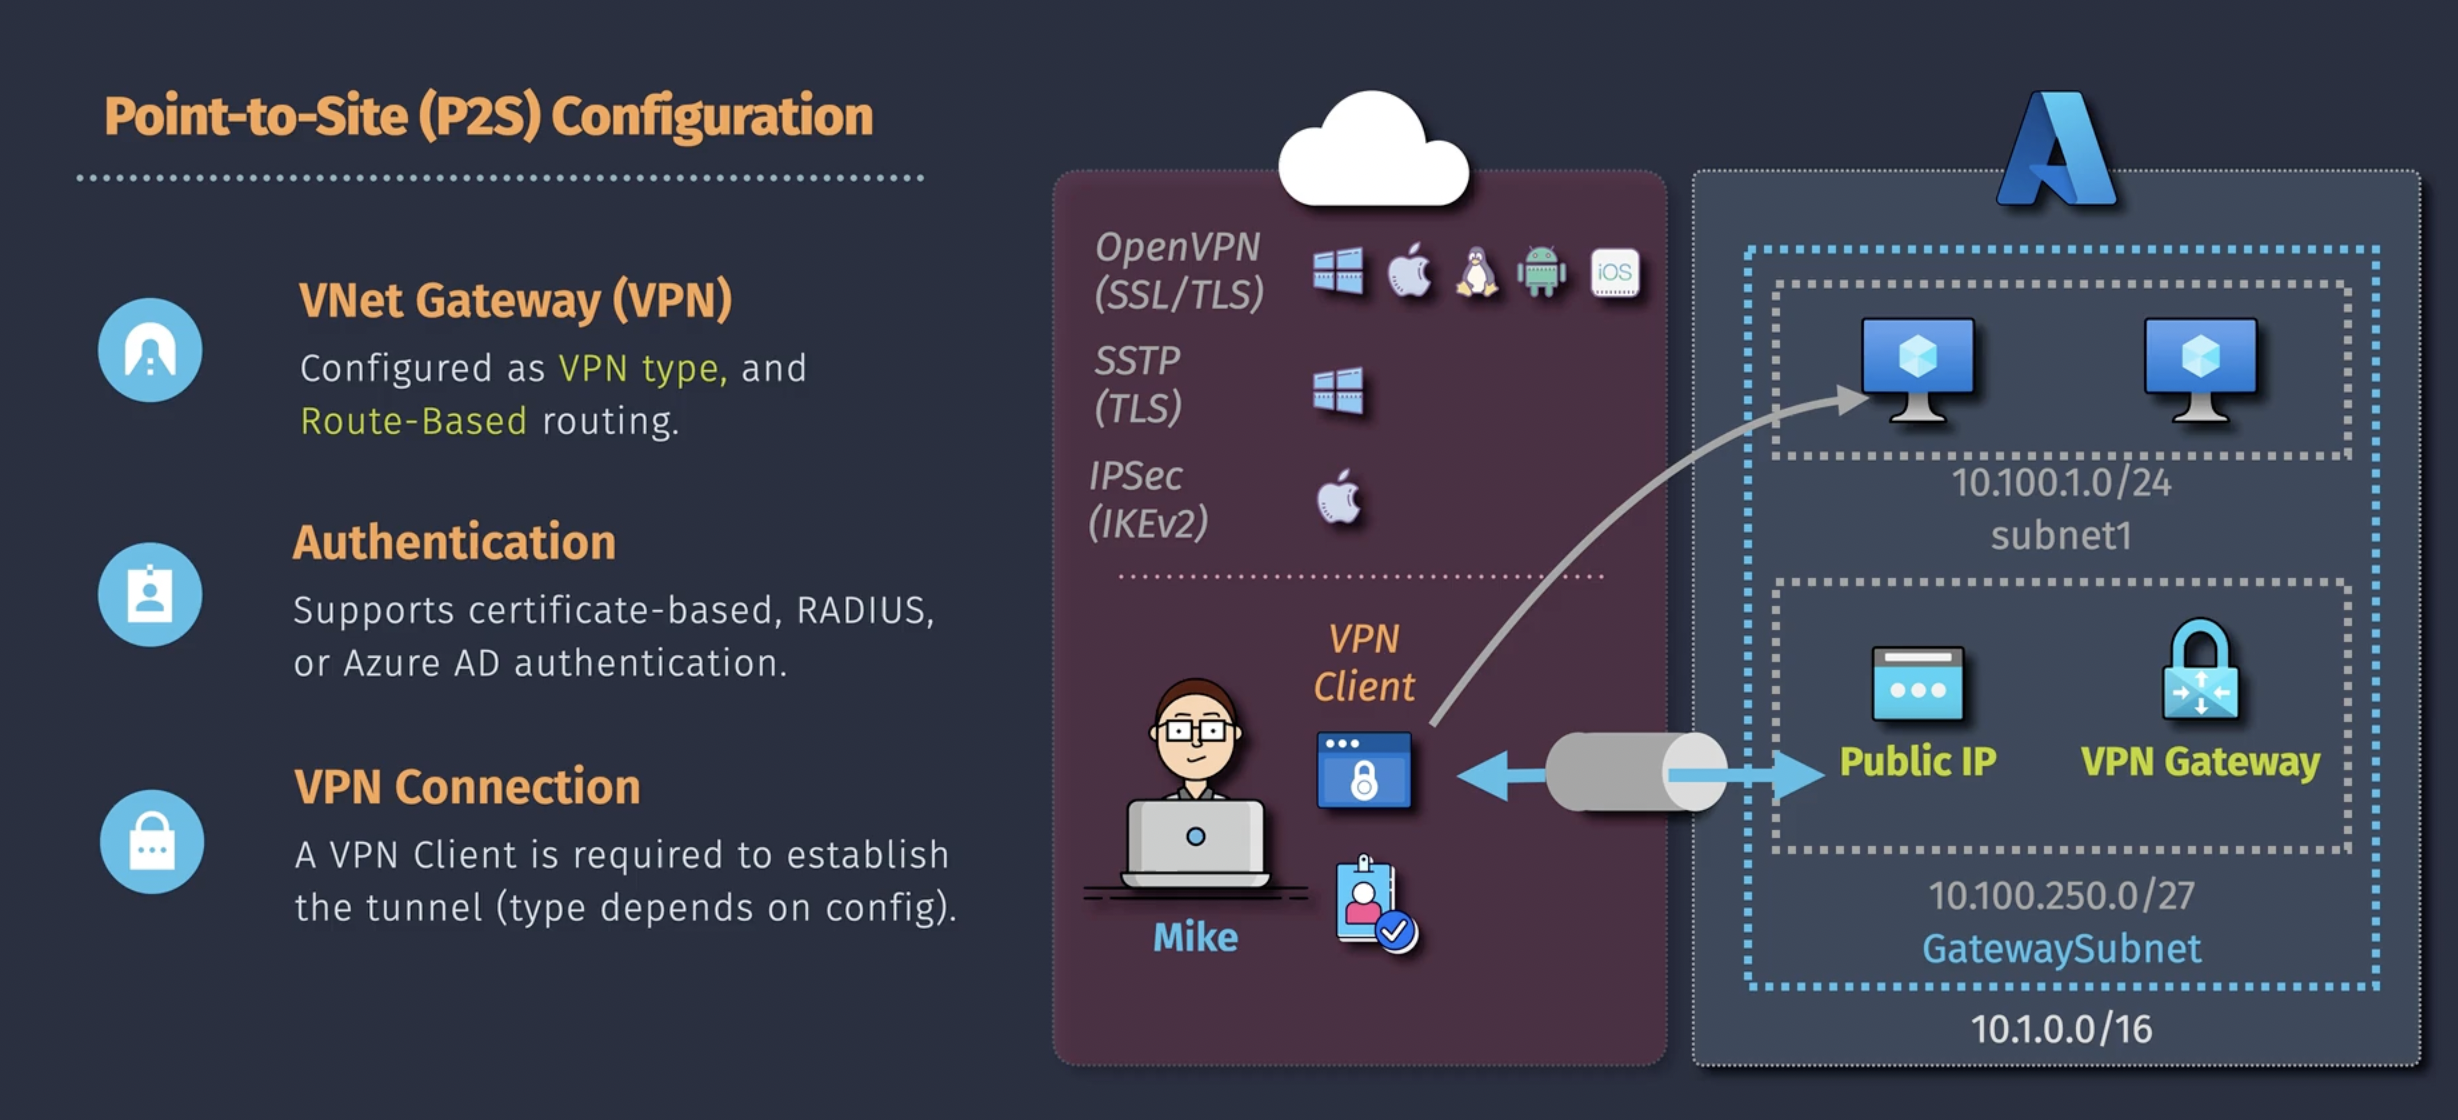 Point-to-Site (P2S) Configuration
VNet Gateway (VPN)
Configured as VPN type, and
Route-Based routing.
Authentication
Supports certificate-based, RADIUS,
or Azure AD authentication.
VPN Connection
A VPN Client is required to establish
the tunnel (type depends on config).
OpenVPN
(SSL/TLS)
iOS
SSTP
(TLS)
IPSec
(IKEv2)
VPN
Client
Mike
10.100.1.0/24
subnet1
Public IP
VPN Gateway
10.100.250.0/27
GatewaySubnet
10.1.0.0/16